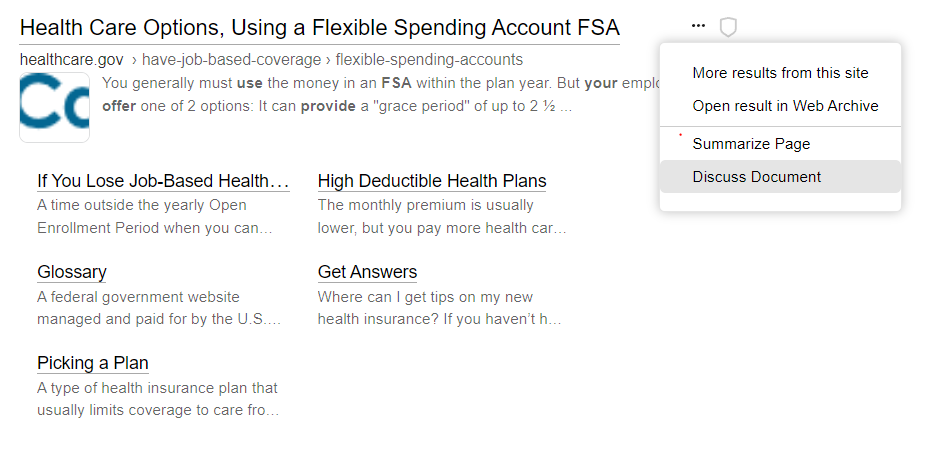 Health Care Options, Using a Flexible Spending Account FSA
healthcare.gov › have-job-based-coverage › flexible-spending-accounts
Co
You generally must use the money in an FSA within the plan year. But your emplo
offer one of 2 options: It can provide a "grace period" of up to 2 ½ ...
More results from this site
Open result in Web Archive
Summarize Page
Discuss Document
If You Lose Job-Based Health…
A time outside the yearly Open
Enrollment Period when you can…
High Deductible Health Plans
The monthly premium is usually
lower, but you pay more health car…
Glossary
A federal government website
managed and paid for by the U.S.…
Get Answers
Where can I get tips on my new
health insurance? If you haven’t h…
Picking a Plan
A type of health insurance plan that
usually limits coverage to care fro…